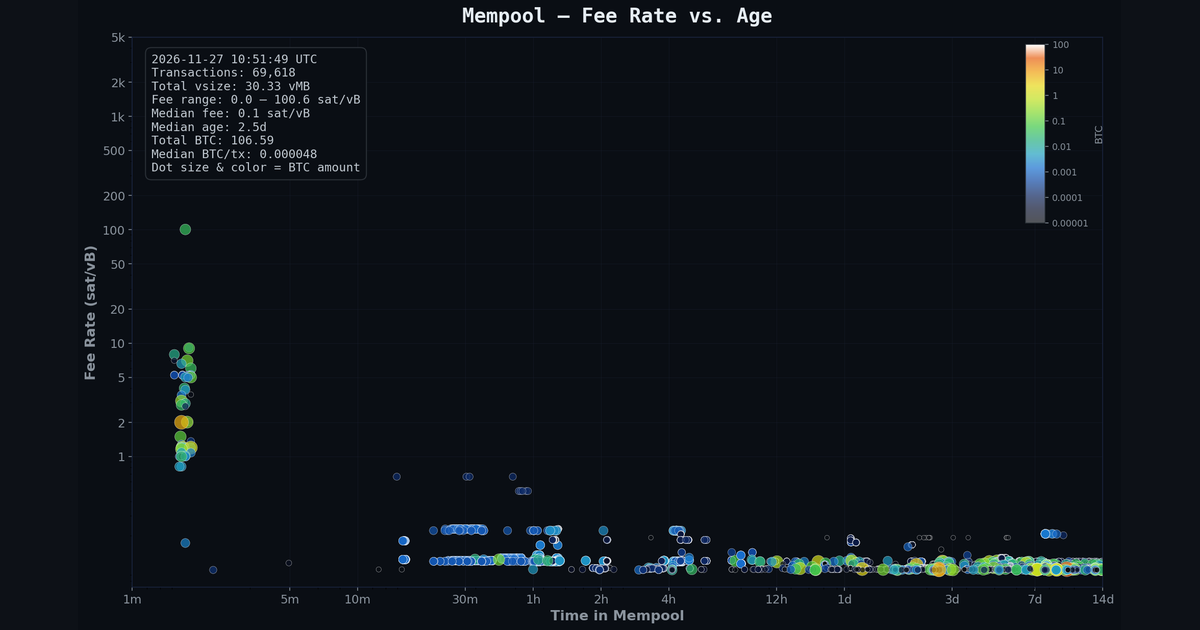 Mempool — Fee Rate vs. Age
5k
2k
1k
500
200
100
50
20
10
5
2
1
Fee Rate (sat/vB)
2026-11-27 10:51:49 UTC
Transactions: 69,618
Total vsize: 30.33 vMB
Fee range: 0.0 — 100.6 sat/vB
Median fee: 0.1 sat/vB
Median age: 2.5d
Total BTC: 106.59
Median BTC/tx: 0.000048
Dot size & color = BTC amount
100
10
1
0.1
0.01
0.001
0.0001
0.00001
BTC
1m 5m 10m 30m 1h 2h 4h 12h 1d 3d 7d 14d
Time in Mempool